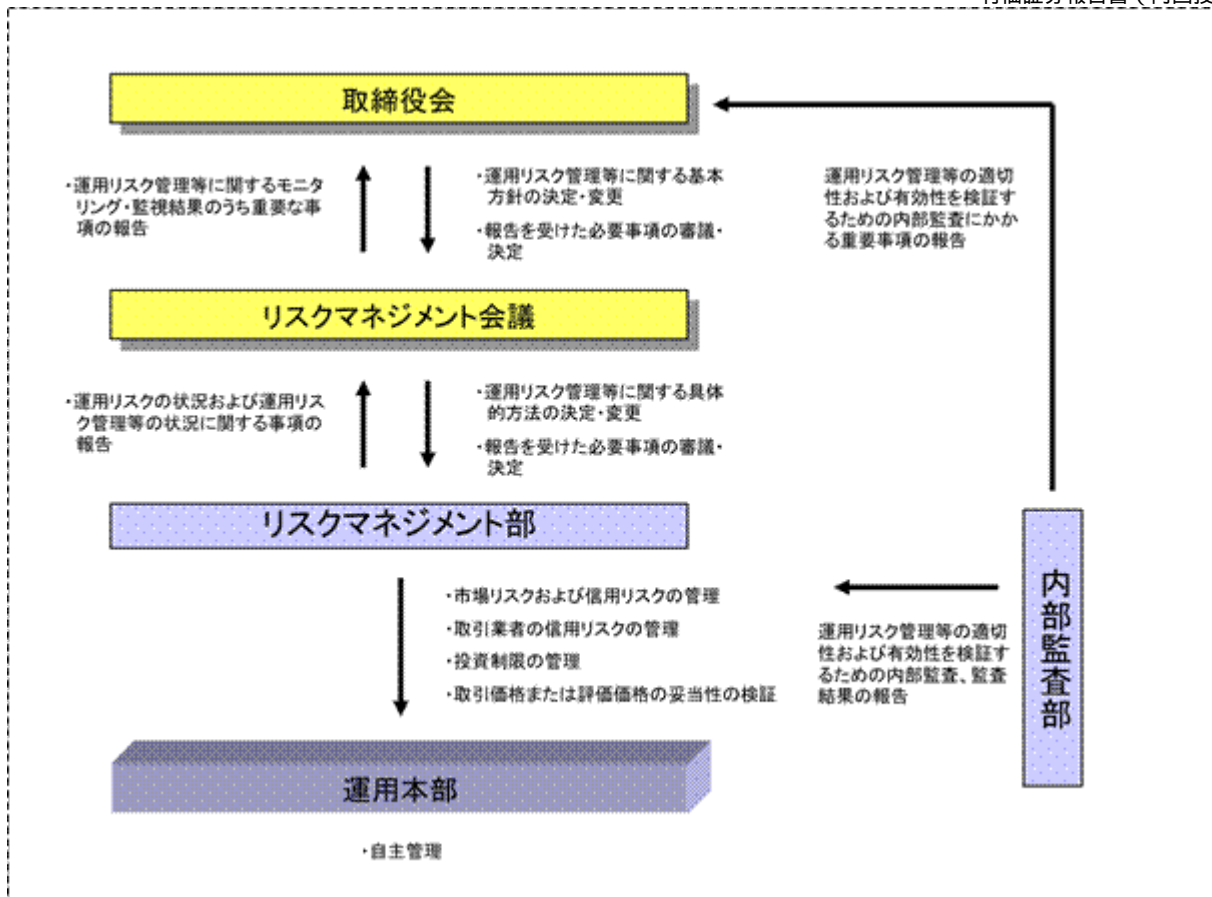 取締役会
・運用リスク管理等に関するモニタ
リング・監視結果のうち重要な事
項の報告
・運用リスク管理等に関する基本
方針の決定・変更
・報告を受けた必要事項の審議・
決定
運用リスク管理等の適切
性および有効性を検証す
るための内部監査にかか
る重要事項の報告
リスクマネジメント会議
・運用リスクの状況および運用リス
ク管理等の状況に関する事項の
報告
・運用リスク管理等に関する具体
的方法の決定・変更
・報告を受けた必要事項の審議・
決定
リスクマネジメント部
・市場リスクおよび信用リスクの管理
・取引業者の信用リスクの管理
・投資制限の管理
・取引価格または評価価格の妥当性の検証
運用リスク管理等の適切
性および有効性を検証す
るための内部監査、監査
結果の報告
内部監査部
運用本部
・自主管理